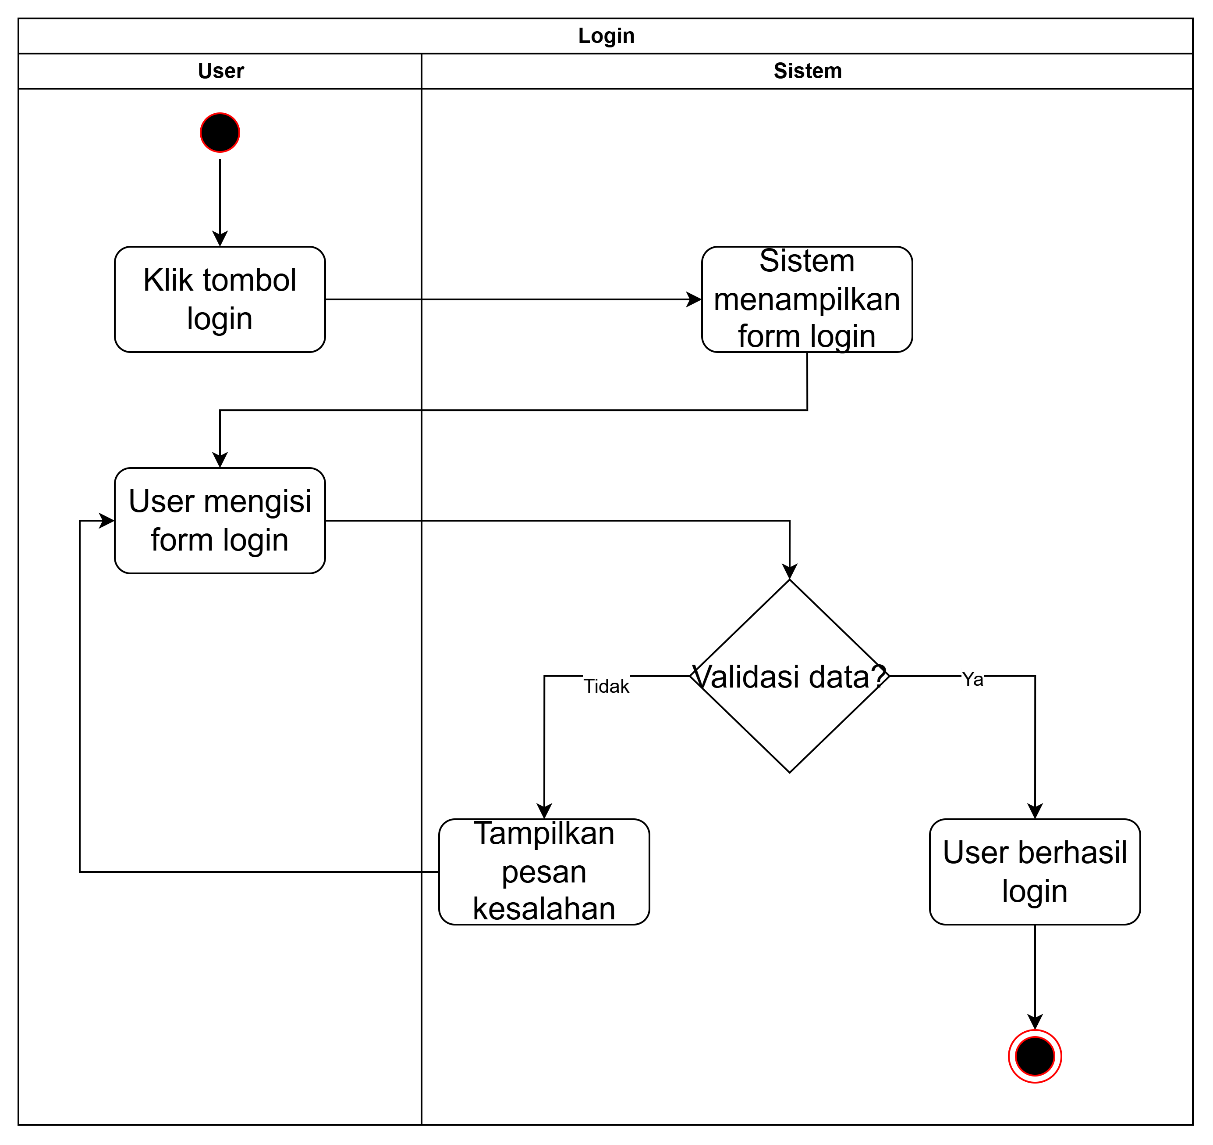 Login
User
Sistem
Klik tombol
login
Sistem
menampilkan
form login
User mengisi
form login
Validasi data?
Tidak
Ya
Tampilkan
pesan
kesalahan
User berhasil
login